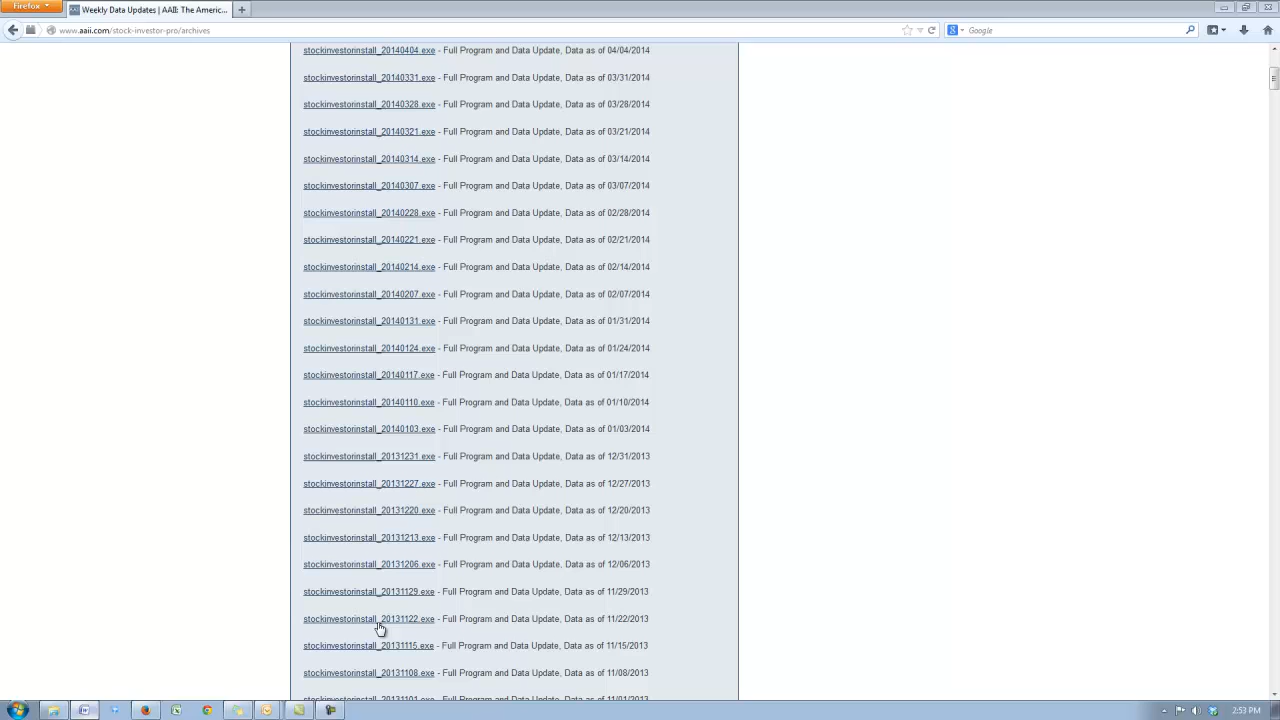 Firefox
Weekly Data Updates | AAII: The Americ...
www.aaii.com/stock-investor-pro/archives
Google
stockinvestorinstall_20140404.exe - Full Program and Data Update, Data as of 04/04/2014
stockinvestorinstall_20140331.exe - Full Program and Data Update, Data as of 03/31/2014
stockinvestorinstall_20140328.exe - Full Program and Data Update, Data as of 03/28/2014
stockinvestorinstall_20140321.exe - Full Program and Data Update, Data as of 03/21/2014
stockinvestorinstall_20140314.exe - Full Program and Data Update, Data as of 03/14/2014
stockinvestorinstall_20140307.exe - Full Program and Data Update, Data as of 03/07/2014
stockinvestorinstall_20140228.exe - Full Program and Data Update, Data as of 02/28/2014
stockinvestorinstall_20140221.exe - Full Program and Data Update, Data as of 02/21/2014
stockinvestorinstall_20140214.exe - Full Program and Data Update, Data as of 02/14/2014
stockinvestorinstall_20140207.exe - Full Program and Data Update, Data as of 02/07/2014
stockinvestorinstall_20140131.exe - Full Program and Data Update, Data as of 01/31/2014
stockinvestorinstall_20140124.exe - Full Program and Data Update, Data as of 01/24/2014
stockinvestorinstall_20140117.exe - Full Program and Data Update, Data as of 01/17/2014
stockinvestorinstall_20140110.exe - Full Program and Data Update, Data as of 01/10/2014
stockinvestorinstall_20140103.exe - Full Program and Data Update, Data as of 01/03/2014
stockinvestorinstall_20131231.exe - Full Program and Data Update, Data as of 12/31/2013
stockinvestorinstall_20131227.exe - Full Program and Data Update, Data as of 12/27/2013
stockinvestorinstall_20131220.exe - Full Program and Data Update, Data as of 12/20/2013
stockinvestorinstall_20131213.exe - Full Program and Data Update, Data as of 12/13/2013
stockinvestorinstall_20131206.exe - Full Program and Data Update, Data as of 12/06/2013
stockinvestorinstall_20131129.exe - Full Program and Data Update, Data as of 11/29/2013
stockinvestorinstall_20131122.exe - Full Program and Data Update, Data as of 11/22/2013
stockinvestorinstall_20131115.exe - Full Program and Data Update, Data as of 11/15/2013
stockinvestorinstall_20131108.exe - Full Program and Data Update, Data as of 11/08/2013
stockinvestorinstall_20131101.exe - Full Program and Data Update, Data as of 11/01/2013
2:53 PM